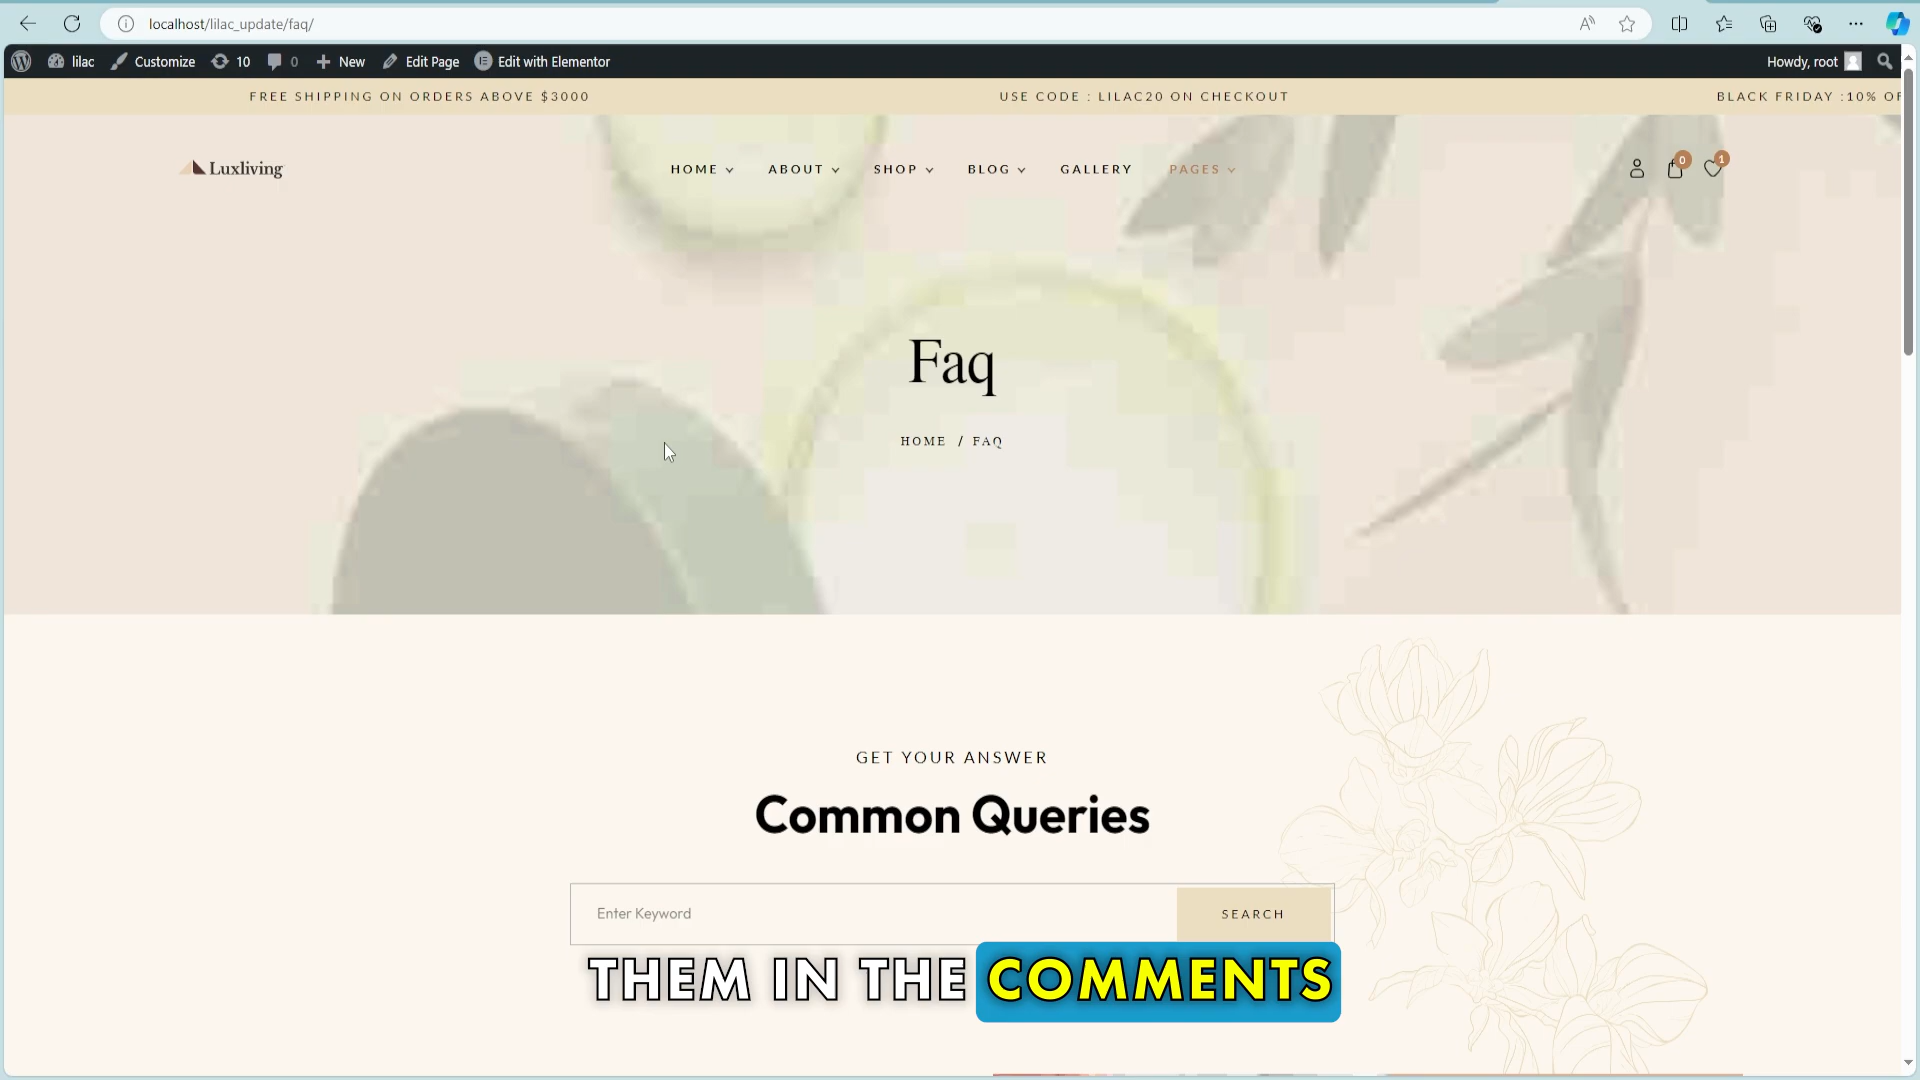 localhost/lilac_update/faq/
lilac Customize 10 0 New Edit Page Edit with Elementor Howdy, root
FREE SHIPPING ON ORDERS ABOVE $3000 USE CODE : LILAC20 ON CHECKOUT BLACK FRIDAY :10% OF
Luxliving HOME ABOUT SHOP BLOG GALLERY PAGES 0 1
Faq
HOME / FAQ
GET YOUR ANSWER
Common Queries
Enter Keyword SEARCH
THEM IN THE COMMENTS